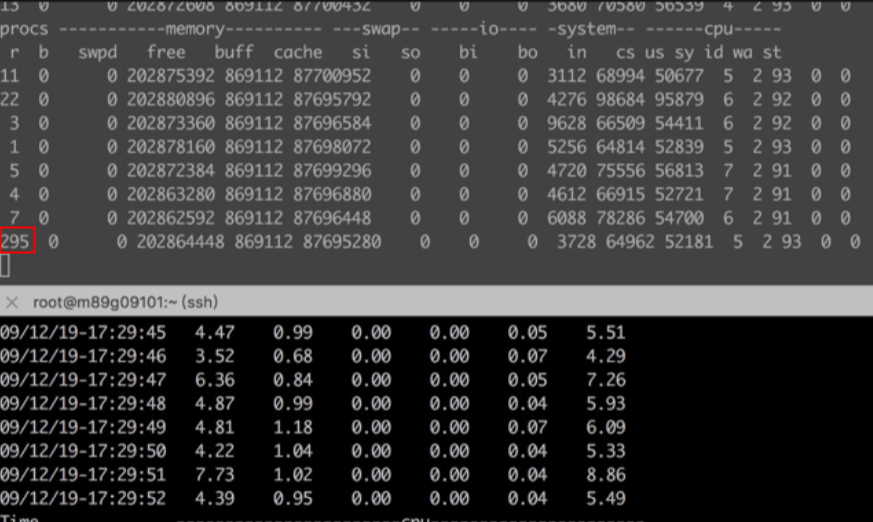 13 0 0 202872608 869112 87700432 0 0 0 3680 70580 56539 4 2 93 0 0
procs -----------memory---------- ---swap-- -----io---- -system-- ------cpu-----
r b swpd free buff cache si so bi bo in cs us sy id wa st
11 0 0 202875392 869112 87700952 0 0 0 3112 68994 50677 5 2 93 0 0
22 0 0 202880896 869112 87695792 0 0 0 4276 98684 95879 6 2 92 0 0
3 0 0 202873360 869112 87696584 0 0 0 9628 66509 54411 6 2 92 0 0
1 0 0 202878160 869112 87698072 0 0 0 5256 64814 52839 5 2 93 0 0
5 0 0 202872384 869112 87699296 0 0 0 4720 75556 56813 7 2 91 0 0
4 0 0 202863280 869112 87696880 0 0 0 4612 66915 52721 7 2 91 0 0
7 0 0 202862592 869112 87696448 0 0 0 6088 78286 54700 6 2 91 0 0
295 0 0 202864448 869112 87695280 0 0 0 3728 64962 52181 5 2 93 0 0
root@m89g09101:~ (ssh)
09/12/19-17:29:45 4.47 0.99 0.00 0.00 0.05 5.51
09/12/19-17:29:46 3.52 0.68 0.00 0.00 0.07 4.29
09/12/19-17:29:47 6.36 0.84 0.00 0.00 0.05 7.26
09/12/19-17:29:48 4.87 0.99 0.00 0.00 0.04 5.93
09/12/19-17:29:49 4.81 1.18 0.00 0.00 0.07 6.09
09/12/19-17:29:50 4.22 1.04 0.00 0.00 0.04 5.33
09/12/19-17:29:51 7.73 1.02 0.00 0.00 0.04 8.86
09/12/19-17:29:52 4.39 0.95 0.00 0.00 0.04 5.49
Time -----------------------cpu-----------------------